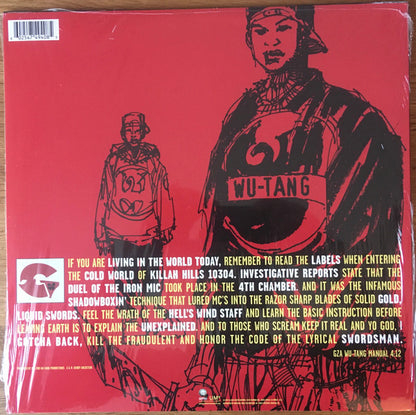 WU-TANG
G
IF YOU ARE LIVING IN THE WORLD TODAY, REMEMBER TO READ THE LABELS WHEN ENTERING
THE COLD WORLD OF KILLAH HILLS 10304. INVESTIGATIVE REPORTS STATE THAT THE
DUEL OF THE IRON MIC TOOK PLACE IN THE 4TH CHAMBER. AND IT WAS THE INFAMOUS
SHADOWBOXIN' TECHNIQUE THAT LURED MC'S INTO THE RAZOR SHARP BLADES OF SOLID GOLD,
LIQUID SWORDS. FEEL THE WRATH OF THE HELL'S WIND STAFF AND LEARN THE BASIC INSTRUCTION BEFORE
LEAVING EARTH IS TO EXPLAIN THE UNEXPLAINED. AND TO THOSE WHO SCREAM KEEP IT REAL AND YO GOD, I
GOTCHA BACK, KILL THE FRAUDULENT AND HONOR THE CODE OF THE LYRICAL SWORDSMAN.
GZA WU-TANG MANUAL 4:12